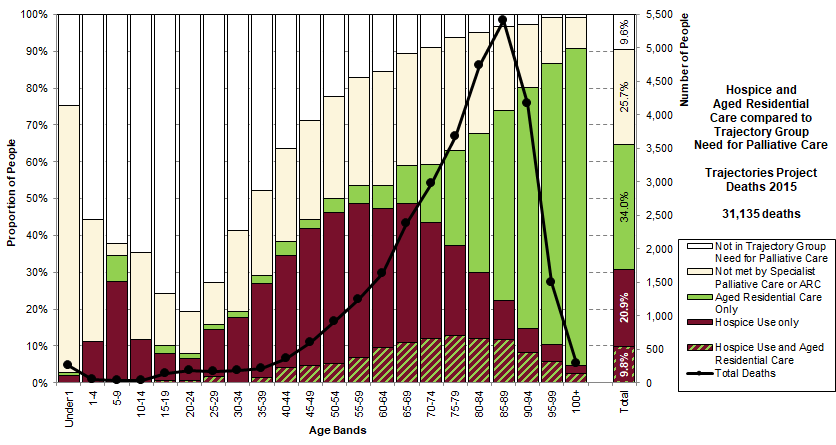 100%
90%
80%
70%
60%
50%
40%
30%
20%
10%
0%
Proportion of People
Under 1
1-4
5-9
10-14
15-19
20-24
25-29
30-34
35-39
40-44
45-49
50-54
55-59
60-64
65-69
70-74
75-79
80-84
85-89
90-94
95-99
100+
Total
Age Bands
9.6%
25.7%
34.0%
20.9%
9.8%
5,500
5,000
4,500
4,000
3,500
3,000
2,500
2,000
1,500
1,000
500
0
Number of People
Hospice and
Aged Residential
Care compared to
Trajectory Group
Need for Palliative Care
Trajectories Project
Deaths 2015
31,135 deaths
Not in Trajectory Group
Need for Palliative Care
Not met by Specialist
Palliative Care or ARC
Aged Residential Care
Only
Hospice Use only
Hospice Use and Aged
Residential Care
Total Deaths